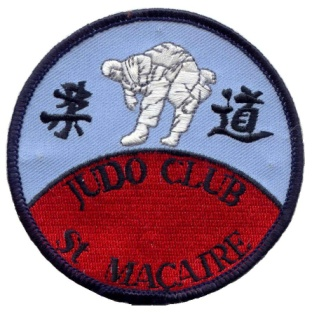 柔 道
JUDO CLUB
St MACAIRE